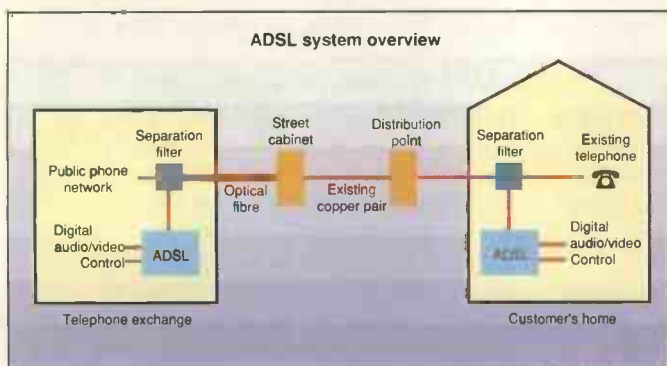 ADSL system overview
Separation
filter
Public phone
network
Digital
audio/video
Control
ADSL
Telephone exchange
Optical
fibre
Street
cabinet
Existing
copper pair
Distribution
point
Separation
filter
Existing
telephone
ADSL
Digital
audio/video
Control
Customer's home